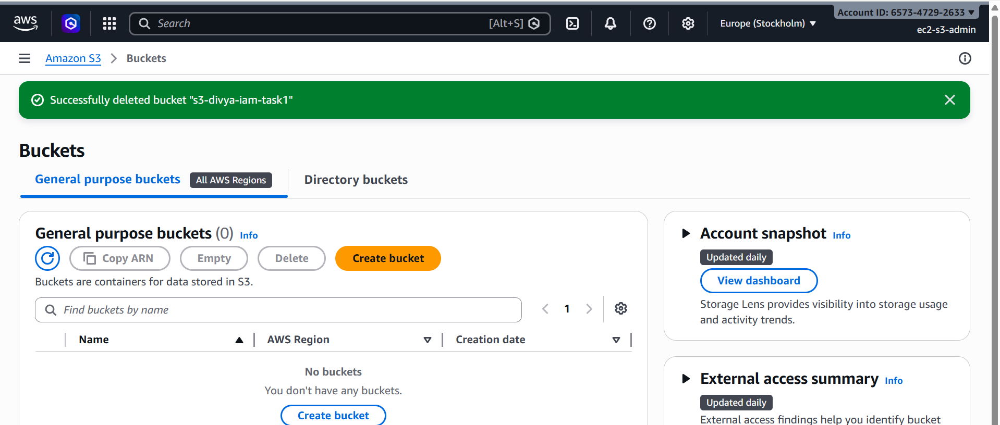 aws
Search [Alt+S]
Europe (Stockholm)
Account ID: 6573-4729-2633
ec2-s3-admin
Amazon S3 > Buckets
Successfully deleted bucket "s3-divya-iam-task1"
Buckets
General purpose buckets All AWS Regions
Directory buckets
General purpose buckets (0) Info
Copy ARN
Empty
Delete
Create bucket
Buckets are containers for data stored in S3.
Find buckets by name
1
Name
AWS Region
Creation date
No buckets
You don't have any buckets.
Create bucket
Account snapshot Info
Updated daily
View dashboard
Storage Lens provides visibility into storage usage
and activity trends.
External access summary Info
Updated daily
External access findings help you identify bucket